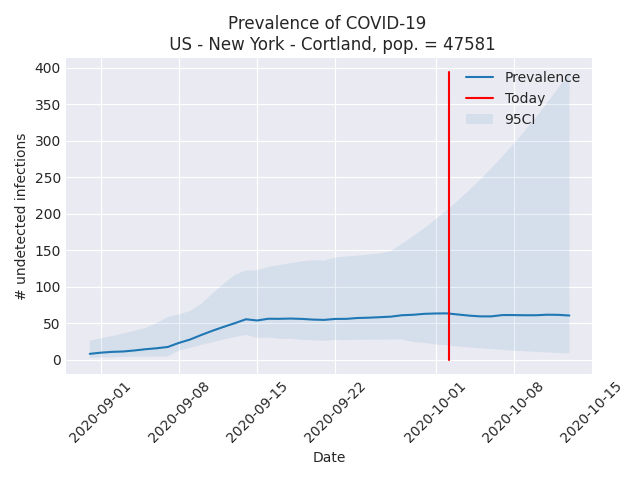 Prevalence of COVID-19
US - New York - Cortland, pop. = 47581
# undetected infections
400
350
300
250
200
150
100
50
0
Prevalence
Today
95CI
2020-09-01
2020-09-08
2020-09-15
2020-09-22
2020-10-01
2020-10-08
2020-10-15
Date